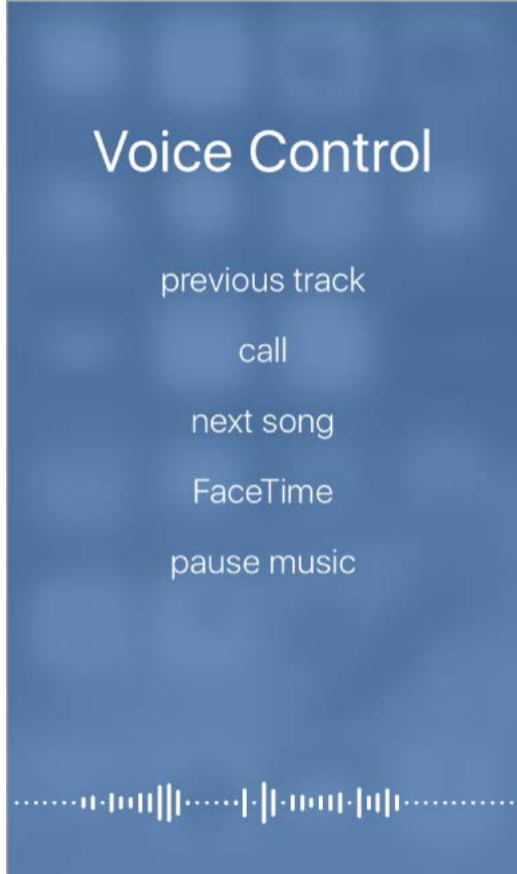 Voice Control
previous track
call
next song
FaceTime
pause music